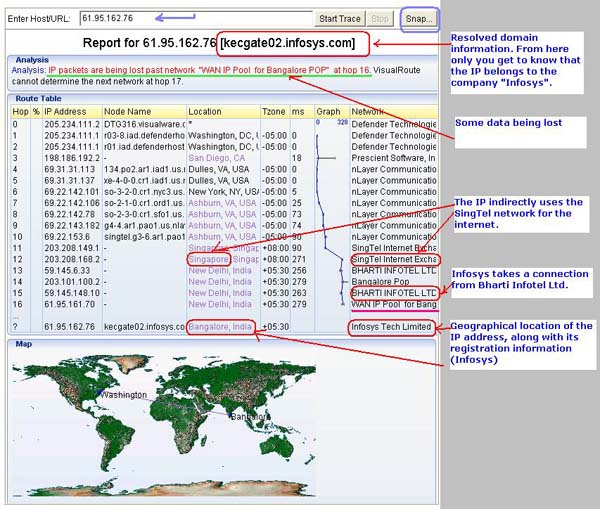 Enter Host/URL: 61.95.162.76 Start Trace Stop Snap...
Report for 61.95.162.76 [kecgate02.infosys.com]
Analysis
Analysis: IP packets are being lost past network "WAN IP Pool for Bangalore POP" at hop 16. VisualRoute
cannot determine the next network at hop 17.
Route Table
Hop % IP Address Node Name Location Tzone ms Graph Network
0 328
0 205.234.111.2 DTG316.visualware.c * Defender Technologie
1 205.234.111.1 r03-8.iad.defenderho Washington, DC, U -05:00 0 Defender Technologie
2 205.234.111.1 r01.iad.defenderhost Washington, DC, U -05:00 0 Defender Technologie
3 198.186.192.2 - San Diego, CA 18 Prescient Software, In
4 69.31.31.113 134.po2.ar1.iad1.us.r Dulles, VA, USA -05:00 0 nLayer Communication
5 69.31.31.137 xe-4-0-0.cr1.iad1.us.r Dulles, VA, USA -05:00 0 nLayer Communication
6 69.22.142.101 so-3-2-0.cr1.nyc3.us New York, NY, USA -05:00 5 nLayer Communication
7 69.22.142.106 so-2-1-0.cr1.ord1.us. Ashburn, VA, USA -05:00 25 nLayer Communication
8 69.22.142.78 so-2-3-0.cr1.sfo1.us. Ashburn, VA, USA -05:00 73 nLayer Communication
9 69.22.143.182 g4-4.ar1.pao1.us.nlay Ashburn, VA, USA -05:00 74 nLayer Communication
10 69.22.153.6 singtel.g3-6.ar1.pao1 Ashburn, VA, USA -05:00 90 nLayer Communication
11 203.208.149.1 - Singapore, Singap +08:00 90 SingTel Internet Excha
12 203.208.168.2 - Singapore, Singap +08:00 271 SingTel Internet Excha
13 59.145.6.33 - New Delhi, India +05:30 256 BHARTI INFOTEL LTD
14 203.101.100.2 - New Delhi, India +05:30 279 Bangalore Pop
15 59.145.148.10 - New Delhi, India +05:30 263 BHARTI INFOTEL LTD
16 61.95.161.70 - New Delhi, India +05:30 279 WAN IP Pool for Bang
...
? 61.95.162.76 kecgate02.infosys.co Bangalore, India +05:30 Infosys Tech Limited
Map
Washington
Bangalore
Resolved domain
information. From here
only you get to know that
the IP belongs to the
company "Infosys".
Some data being lost
The IP indirectly uses the
SingTel network for the
internet.
Infosys takes a connection
from Bharti Infotel Ltd.
Geographical location of the
IP address, along with its
registration information
(Infosys)